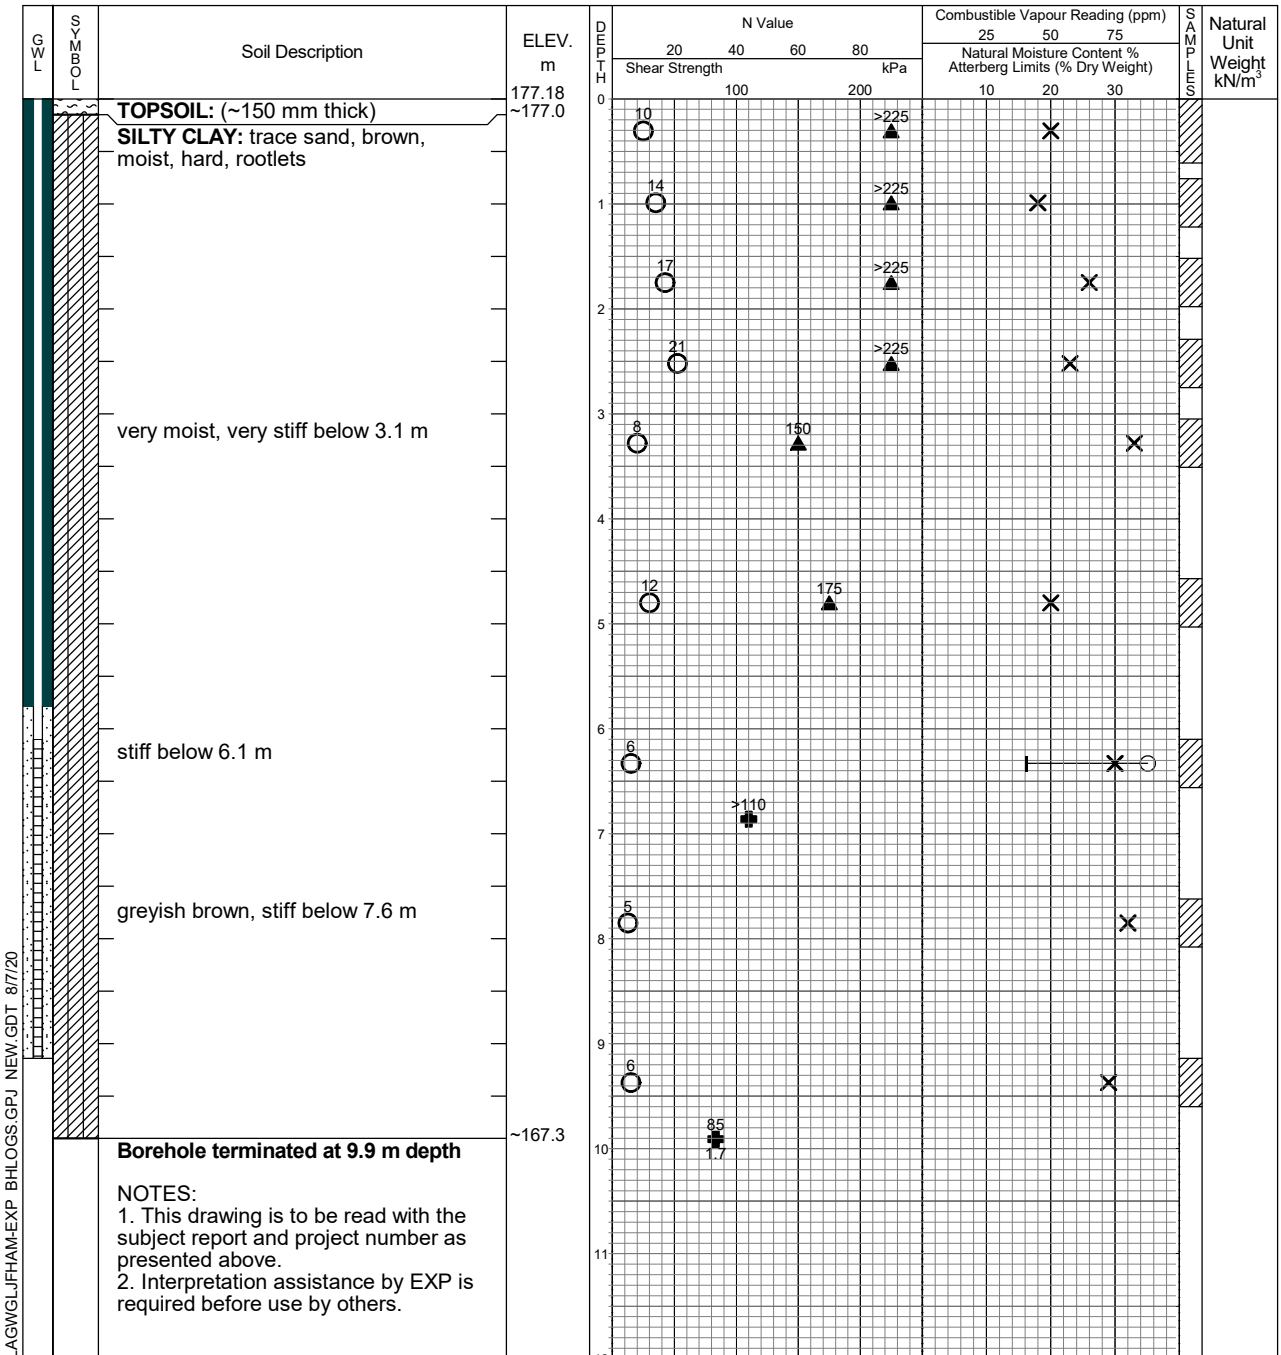 GWL
SYMBOL
Soil Description
ELEV.
m
177.18
DEPTH
N Value
20 40 60 80
Shear Strength kPa
100 200
Combustible Vapour Reading (ppm)
25 50 75
Natural Moisture Content %
Atterberg Limits (% Dry Weight)
10 20 30
SAMPLES
Natural
Unit
Weight
kN/m³
0
TOPSOIL: (~150 mm thick)
~177.0
SILTY CLAY: trace sand, brown,
moist, hard, rootlets
10 >225
14 >225
1
17 >225
2
21 >225
3
very moist, very stiff below 3.1 m
8 150
4
12 175
5
6
stiff below 6.1 m
6
>110
7
greyish brown, stiff below 7.6 m
5
8
9
6
~167.3
85
1.7
10
Borehole terminated at 9.9 m depth
NOTES:
1. This drawing is to be read with the
subject report and project number as
presented above.
2. Interpretation assistance by EXP is
required before use by others.
11
AGWGLJFHAM-EXP BHLOGS.GPJ NEW.GDT 8/7/20